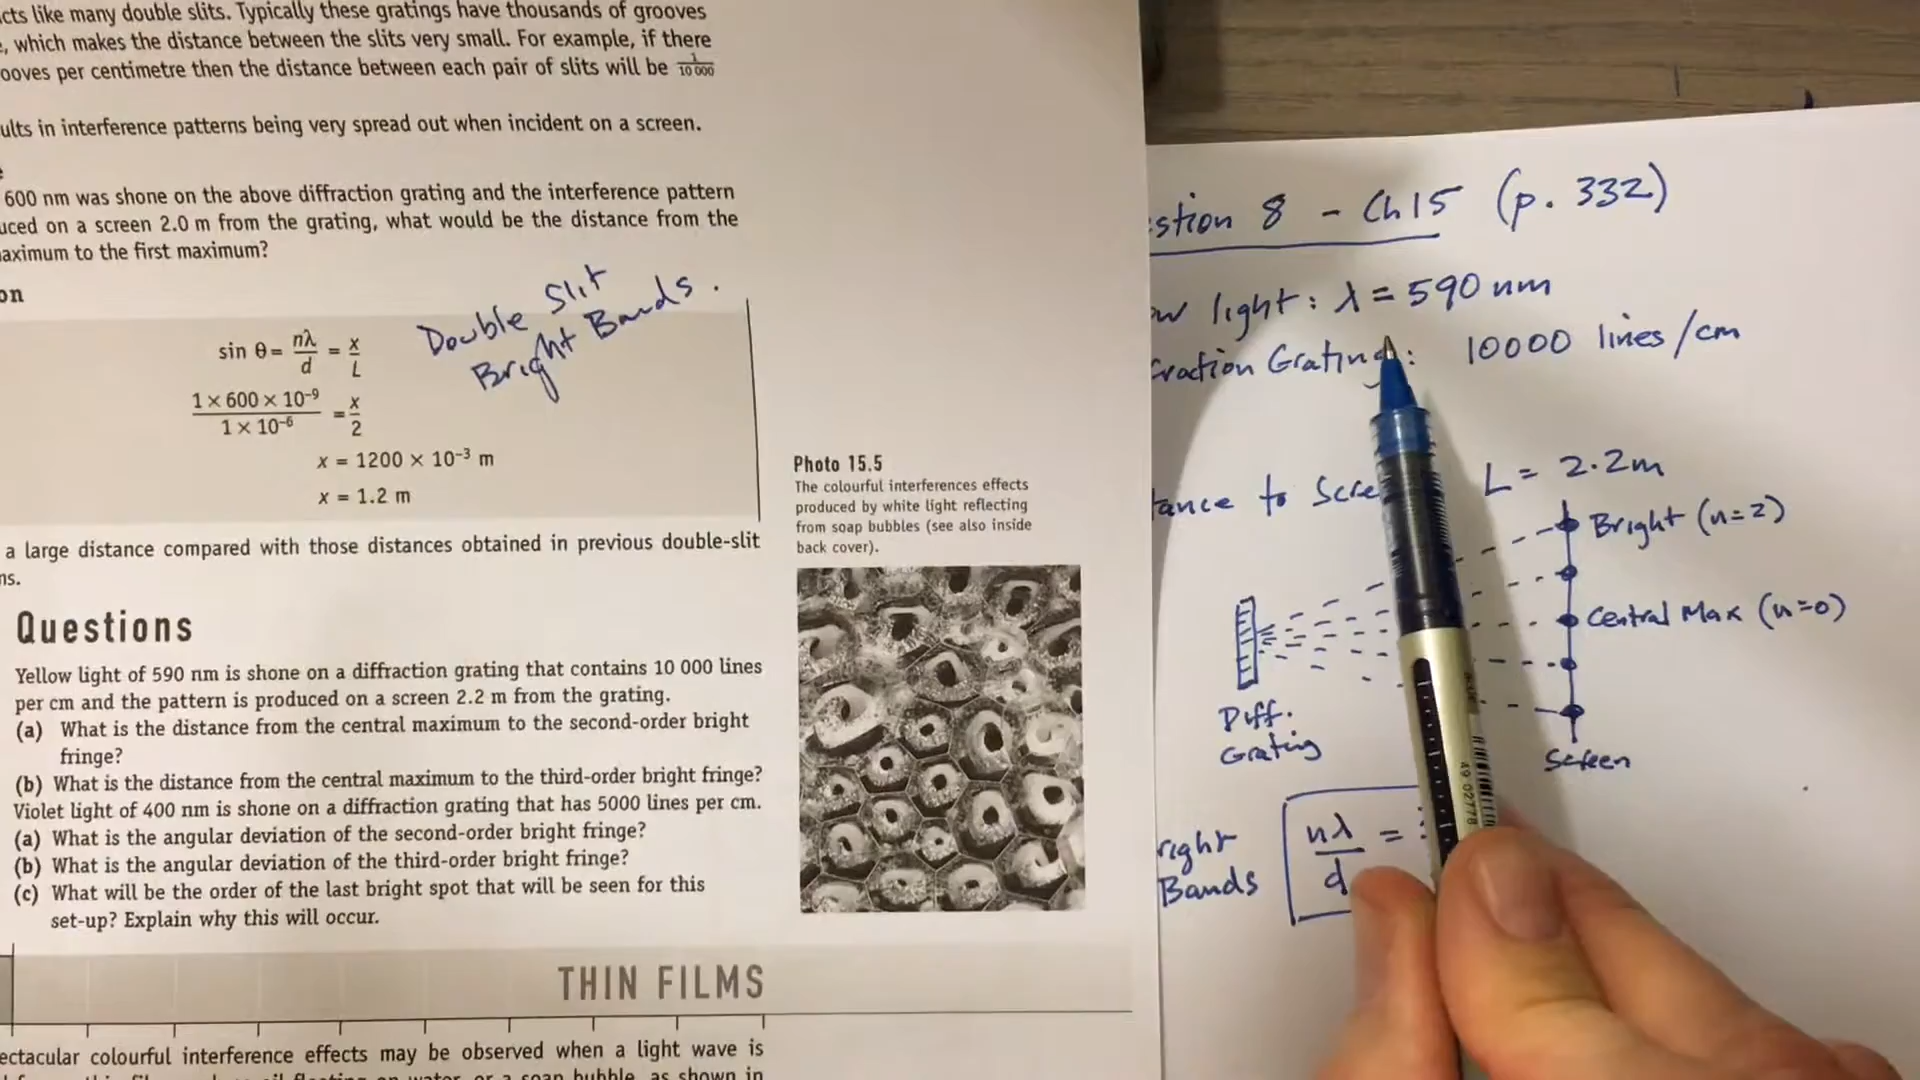 cts like many double slits. Typically these gratings have thousands of grooves
, which makes the distance between the slits very small. For example, if there
ooves per centimetre then the distance between each pair of slits will be 1/10 000
ults in interference patterns being very spread out when incident on a screen.
600 nm was shone on the above diffraction grating and the interference pattern
uced on a screen 2.0 m from the grating, what would be the distance from the
aximum to the first maximum?
on
sin θ = nλ/d = x/L
1 × 600 × 10⁻⁹ / 1 × 10⁻⁶ = x/2
x = 1200 × 10⁻³ m
x = 1.2 m
Double Slit
Bright Bands.
a large distance compared with those distances obtained in previous double-slit
ns.
Photo 15.5
The colourful interferences effects
produced by white light reflecting
from soap bubbles (see also inside
back cover).
Questions
Yellow light of 590 nm is shone on a diffraction grating that contains 10 000 lines
per cm and the pattern is produced on a screen 2.2 m from the grating.
(a) What is the distance from the central maximum to the second-order bright
fringe?
(b) What is the distance from the central maximum to the third-order bright fringe?
Violet light of 400 nm is shone on a diffraction grating that has 5000 lines per cm.
(a) What is the angular deviation of the second-order bright fringe?
(b) What is the angular deviation of the third-order bright fringe?
(c) What will be the order of the last bright spot that will be seen for this
set-up? Explain why this will occur.
THIN FILMS
ectacular colourful interference effects may be observed when a light wave is
water, or a soap bubble, as shown in
stion 8 - Ch 15 (p. 332)
ow light: λ = 590 nm
fraction Grating: 10000 lines/cm
tance to Scre L = 2.2m
Bright (n=2)
Central Max (n=0)
Diff.
Grating
Screen
right
Bands
nλ/d =
49 02778